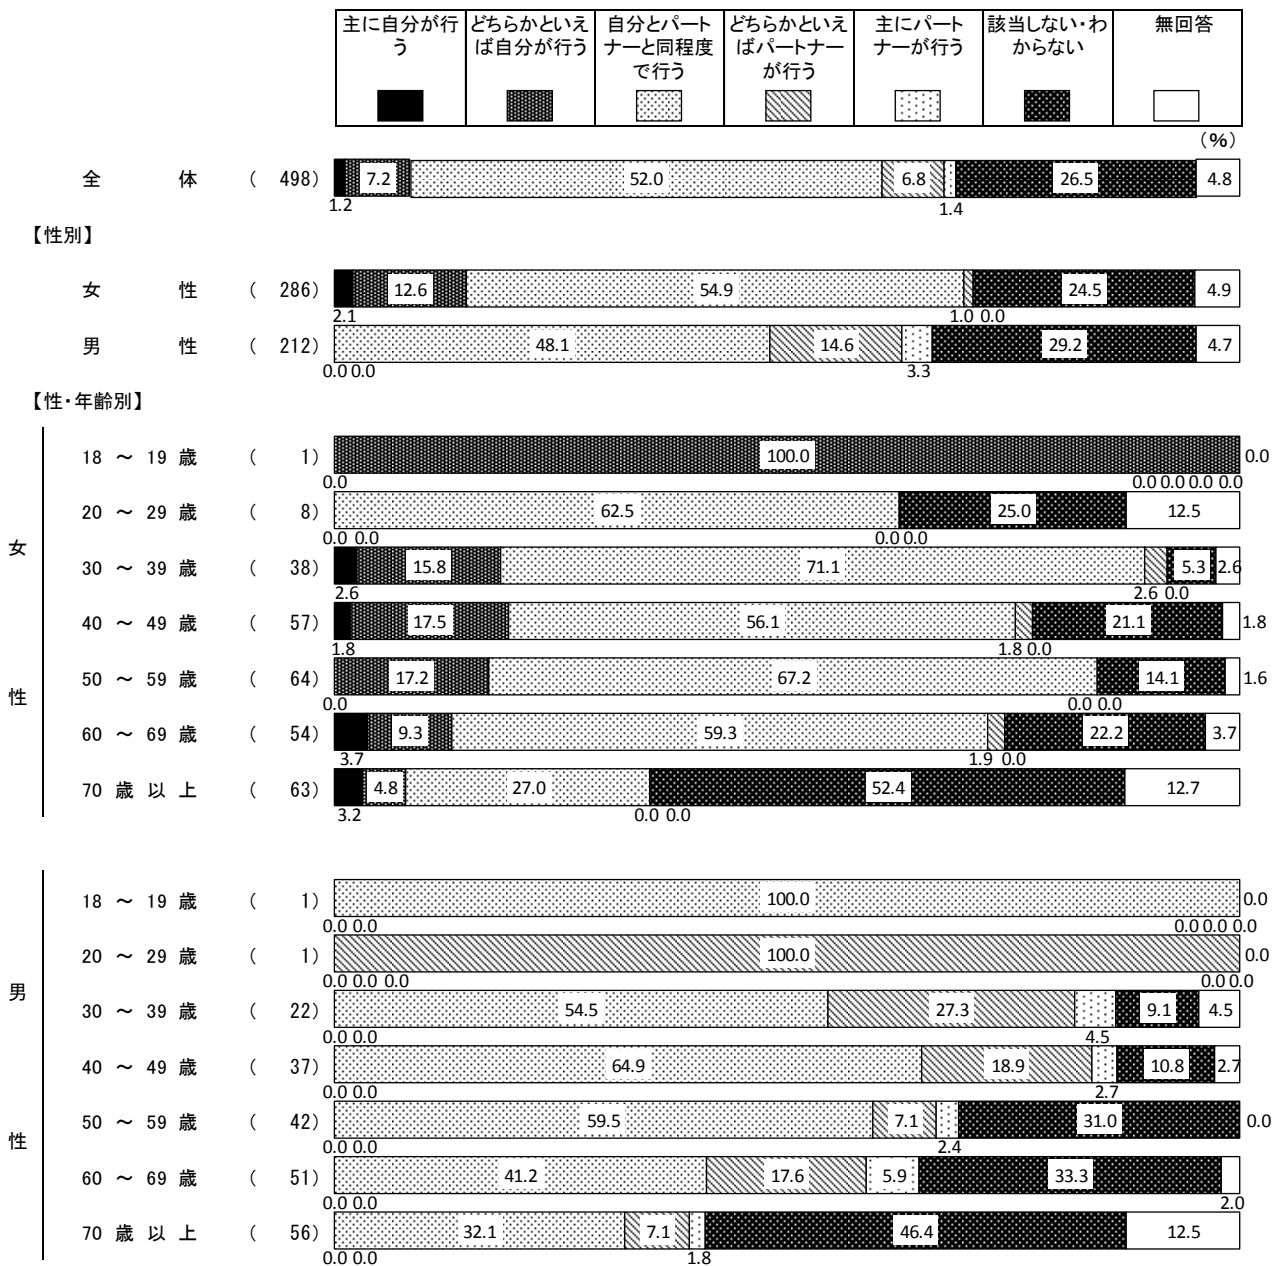 主に自分が行う
どちらかといえば自分が行う
自分とパートナーと同程度で行う
どちらかといえばパートナーが行う
主にパートナーが行う
該当しない・わからない
無回答
(%)
全 体 ( 498) 7.2 52.0 6.8 26.5 4.8
1.2 1.4
【性別】
女 性 ( 286) 12.6 54.9 24.5 4.9
2.1 1.0 0.0
男 性 ( 212) 48.1 14.6 29.2 4.7
0.0 0.0 3.3
【性・年齢別】
女性
18 ～ 19 歳 ( 1) 100.0 0.0
0.0 0.0 0.0 0.0 0.0
20 ～ 29 歳 ( 8) 62.5 25.0 12.5
0.0 0.0 0.0 0.0
30 ～ 39 歳 ( 38) 15.8 71.1 5.3 2.6
2.6 2.6 0.0
40 ～ 49 歳 ( 57) 17.5 56.1 21.1 1.8
1.8 1.8 0.0
50 ～ 59 歳 ( 64) 17.2 67.2 14.1 1.6
0.0 0.0 0.0
60 ～ 69 歳 ( 54) 9.3 59.3 22.2 3.7
3.7 1.9 0.0
70 歳 以 上 ( 63) 4.8 27.0 52.4 12.7
3.2 0.0 0.0
男性
18 ～ 19 歳 ( 1) 100.0 0.0
0.0 0.0 0.0 0.0 0.0
20 ～ 29 歳 ( 1) 100.0 0.0
0.0 0.0 0.0 0.0 0.0
30 ～ 39 歳 ( 22) 54.5 27.3 9.1 4.5
0.0 0.0 4.5
40 ～ 49 歳 ( 37) 64.9 18.9 10.8 2.7
0.0 0.0 2.7
50 ～ 59 歳 ( 42) 59.5 7.1 31.0 0.0
0.0 0.0 2.4
60 ～ 69 歳 ( 51) 41.2 17.6 5.9 33.3
0.0 0.0 2.0
70 歳 以 上 ( 56) 32.1 7.1 46.4 12.5
0.0 0.0 1.8